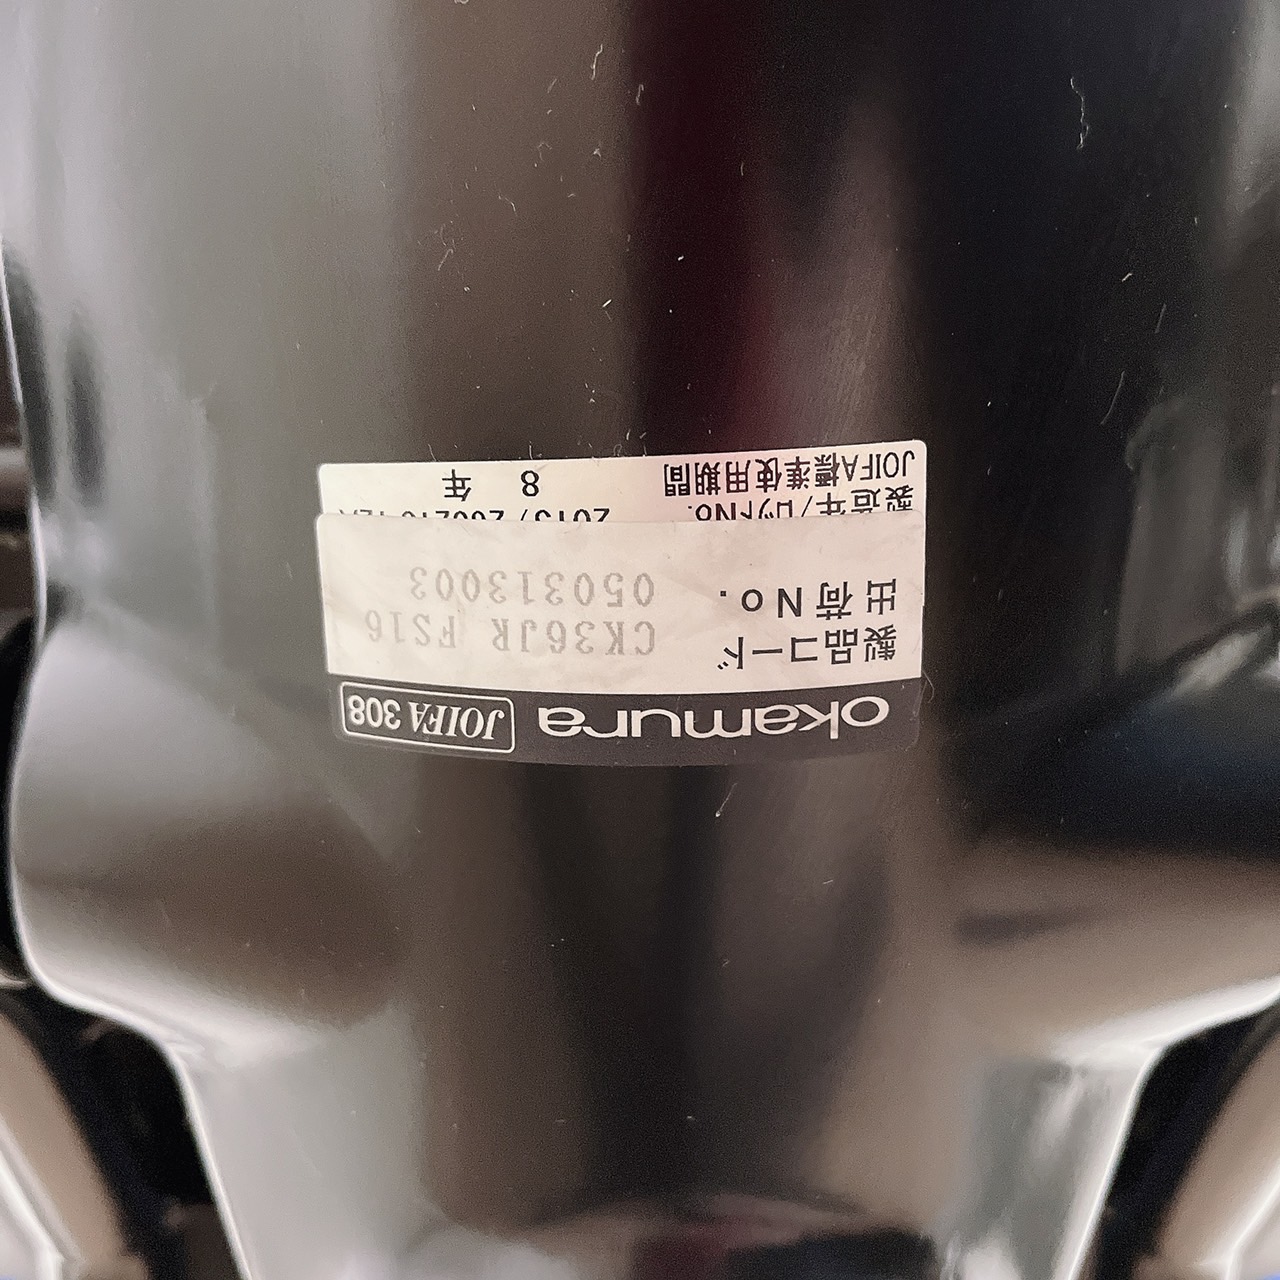 okamura JOIFA 308
製品コード CK36JR FS16
出荷No. 050313003
製造年/ロットNo.
JOIFA標準使用期間 8 年